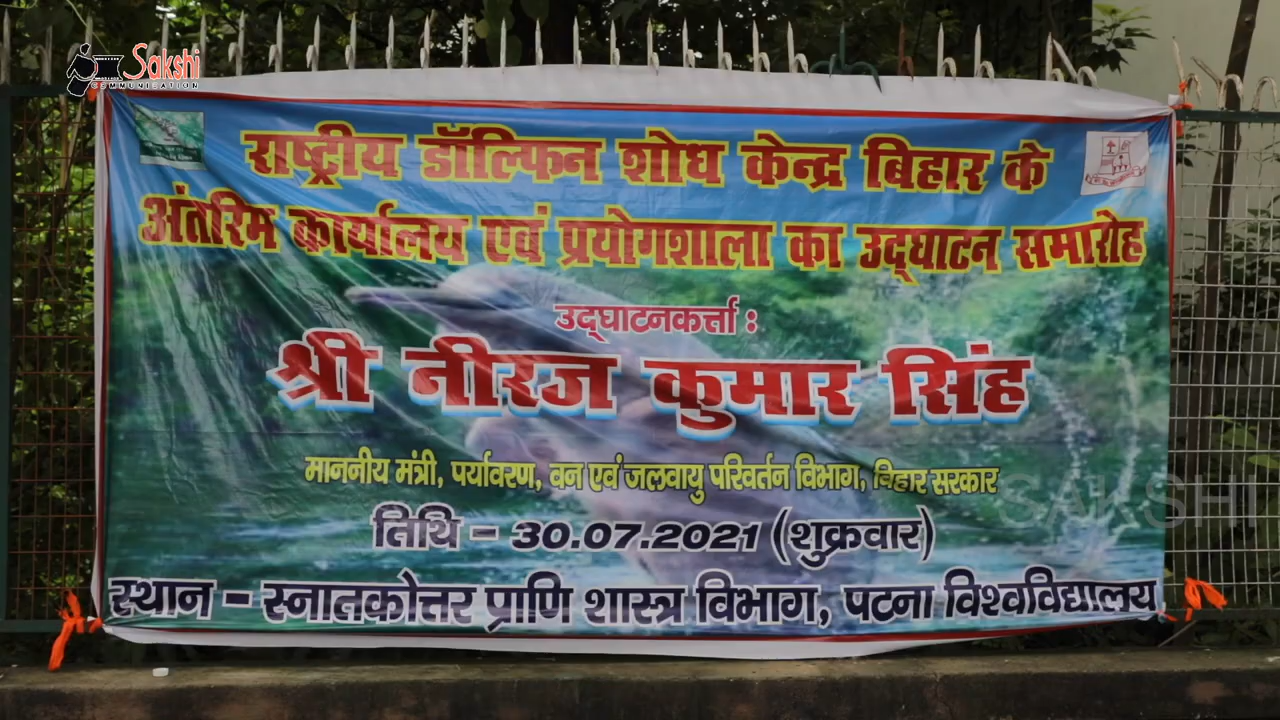 Sakshi
COMMUNICATION
राष्ट्रीय डॉल्फिन शोध केन्द्र बिहार के
अंतरिम कार्यालय एवं प्रयोगशाला का उद्घाटन समारोह
उद्घाटनकर्त्ता :
श्री नीरज कुमार सिंह
माननीय मंत्री, पर्यावरण, वन एवं जलवायु परिवर्तन विभाग, बिहार सरकार
SAKSHI
तिथि - 30.07.2021 (शुक्रवार)
स्थान - स्नातकोत्तर प्राणि शास्त्र विभाग, पटना विश्वविद्यालय